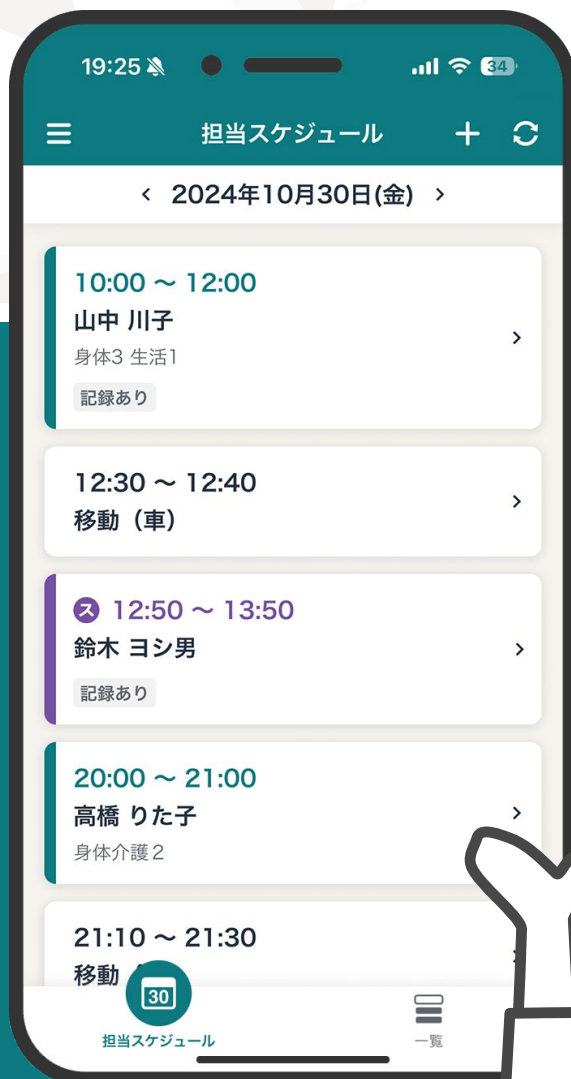 19:25
34
担当スケジュール
2024年10月30日(金)
10:00 〜 12:00
山中 川子
身体3 生活1
記録あり
12:30 〜 12:40
移動（車）
ス 12:50 〜 13:50
鈴木 ヨシ男
記録あり
20:00 〜 21:00
高橋 りた子
身体介護2
21:10 〜 21:30
移動
30
担当スケジュール
一覧